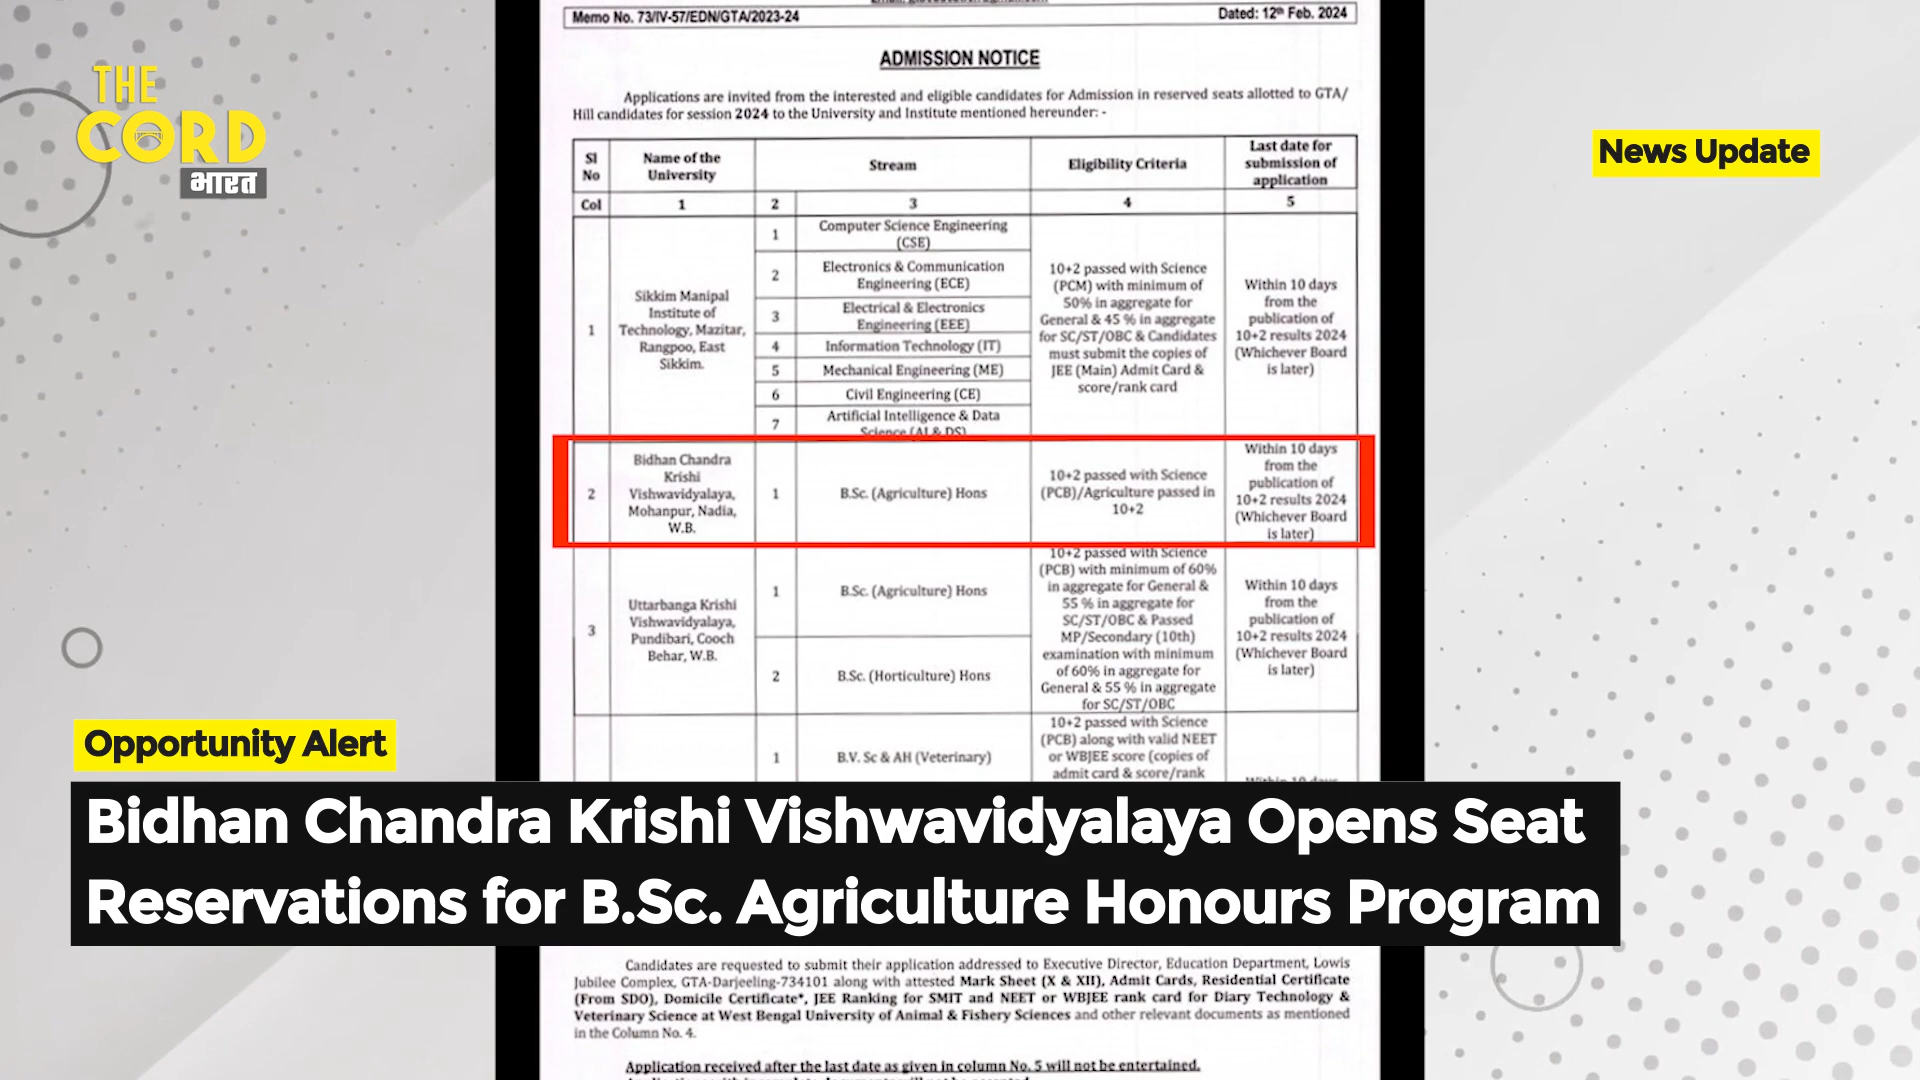 Memo No. 73/IV-57/EDN/GTA/2023-24 Dated: 12th Feb. 2024
THE
CORD
भारत
News Update
ADMISSION NOTICE
Applications are invited from the interested and eligible candidates for Admission in reserved seats allotted to GTA/
Hill candidates for session 2024 to the University and Institute mentioned hereunder: -
Sl
No
Name of the
University
Stream
Eligibility Criteria
Last date for
submission of
application
Col 1 2 3 4 5
1
Sikkim Manipal
Institute of
Technology, Mazitar,
Rangpoo, East
Sikkim.
1
Computer Science Engineering
(CSE)
2
Electronics & Communication
Engineering (ECE)
3
Electrical & Electronics
Engineering (EEE)
4 Information Technology (IT)
5 Mechanical Engineering (ME)
6 Civil Engineering (CE)
7
Artificial Intelligence & Data
Science (AI & DS)
10+2 passed with Science
(PCM) with minimum of
50% in aggregate for
General & 45 % in aggregate
for SC/ST/OBC & Candidates
must submit the copies of
JEE (Main) Admit Card &
score/rank card
Within 10 days
from the
publication of
10+2 results 2024
(Whichever Board
is later)
2
Bidhan Chandra
Krishi
Vishwavidyalaya,
Mohanpur, Nadia,
W.B.
1 B.Sc. (Agriculture) Hons
10+2 passed with Science
(PCB)/Agriculture passed in
10+2
Within 10 days
from the
publication of
10+2 results 2024
(Whichever Board
is later)
3
Uttarbanga Krishi
Vishwavidyalaya,
Pundibari, Cooch
Behar, W.B.
1 B.Sc. (Agriculture) Hons
2 B.Sc. (Horticulture) Hons
10+2 passed with Science
(PCB) with minimum of 60%
in aggregate for General &
55 % in aggregate for
SC/ST/OBC & Passed
MP/Secondary (10th)
examination with minimum
of 60% in aggregate for
General & 55 % in aggregate
for SC/ST/OBC
Within 10 days
from the
publication of
10+2 results 2024
(Whichever Board
is later)
1 B.V. Sc & AH (Veterinary)
10+2 passed with Science
(PCB) along with valid NEET
or WBJEE score (copies of
admit card & score/rank
Within 10 days
Opportunity Alert
Bidhan Chandra Krishi Vishwavidyalaya Opens Seat
Reservations for B.Sc. Agriculture Honours Program
Candidates are requested to submit their application addressed to Executive Director, Education Department, Lowis
Jubilee Complex, GTA-Darjeeling-734101 along with attested Mark Sheet (X & XII), Admit Cards, Residential Certificate
(From SDO), Domicile Certificate*, JEE Ranking for SMIT and NEET or WBJEE rank card for Diary Technology &
Veterinary Science at West Bengal University of Animal & Fishery Sciences and other relevant documents as mentioned
in the Column No. 4.
Application received after the last date as given in column No. 5 will not be entertained.